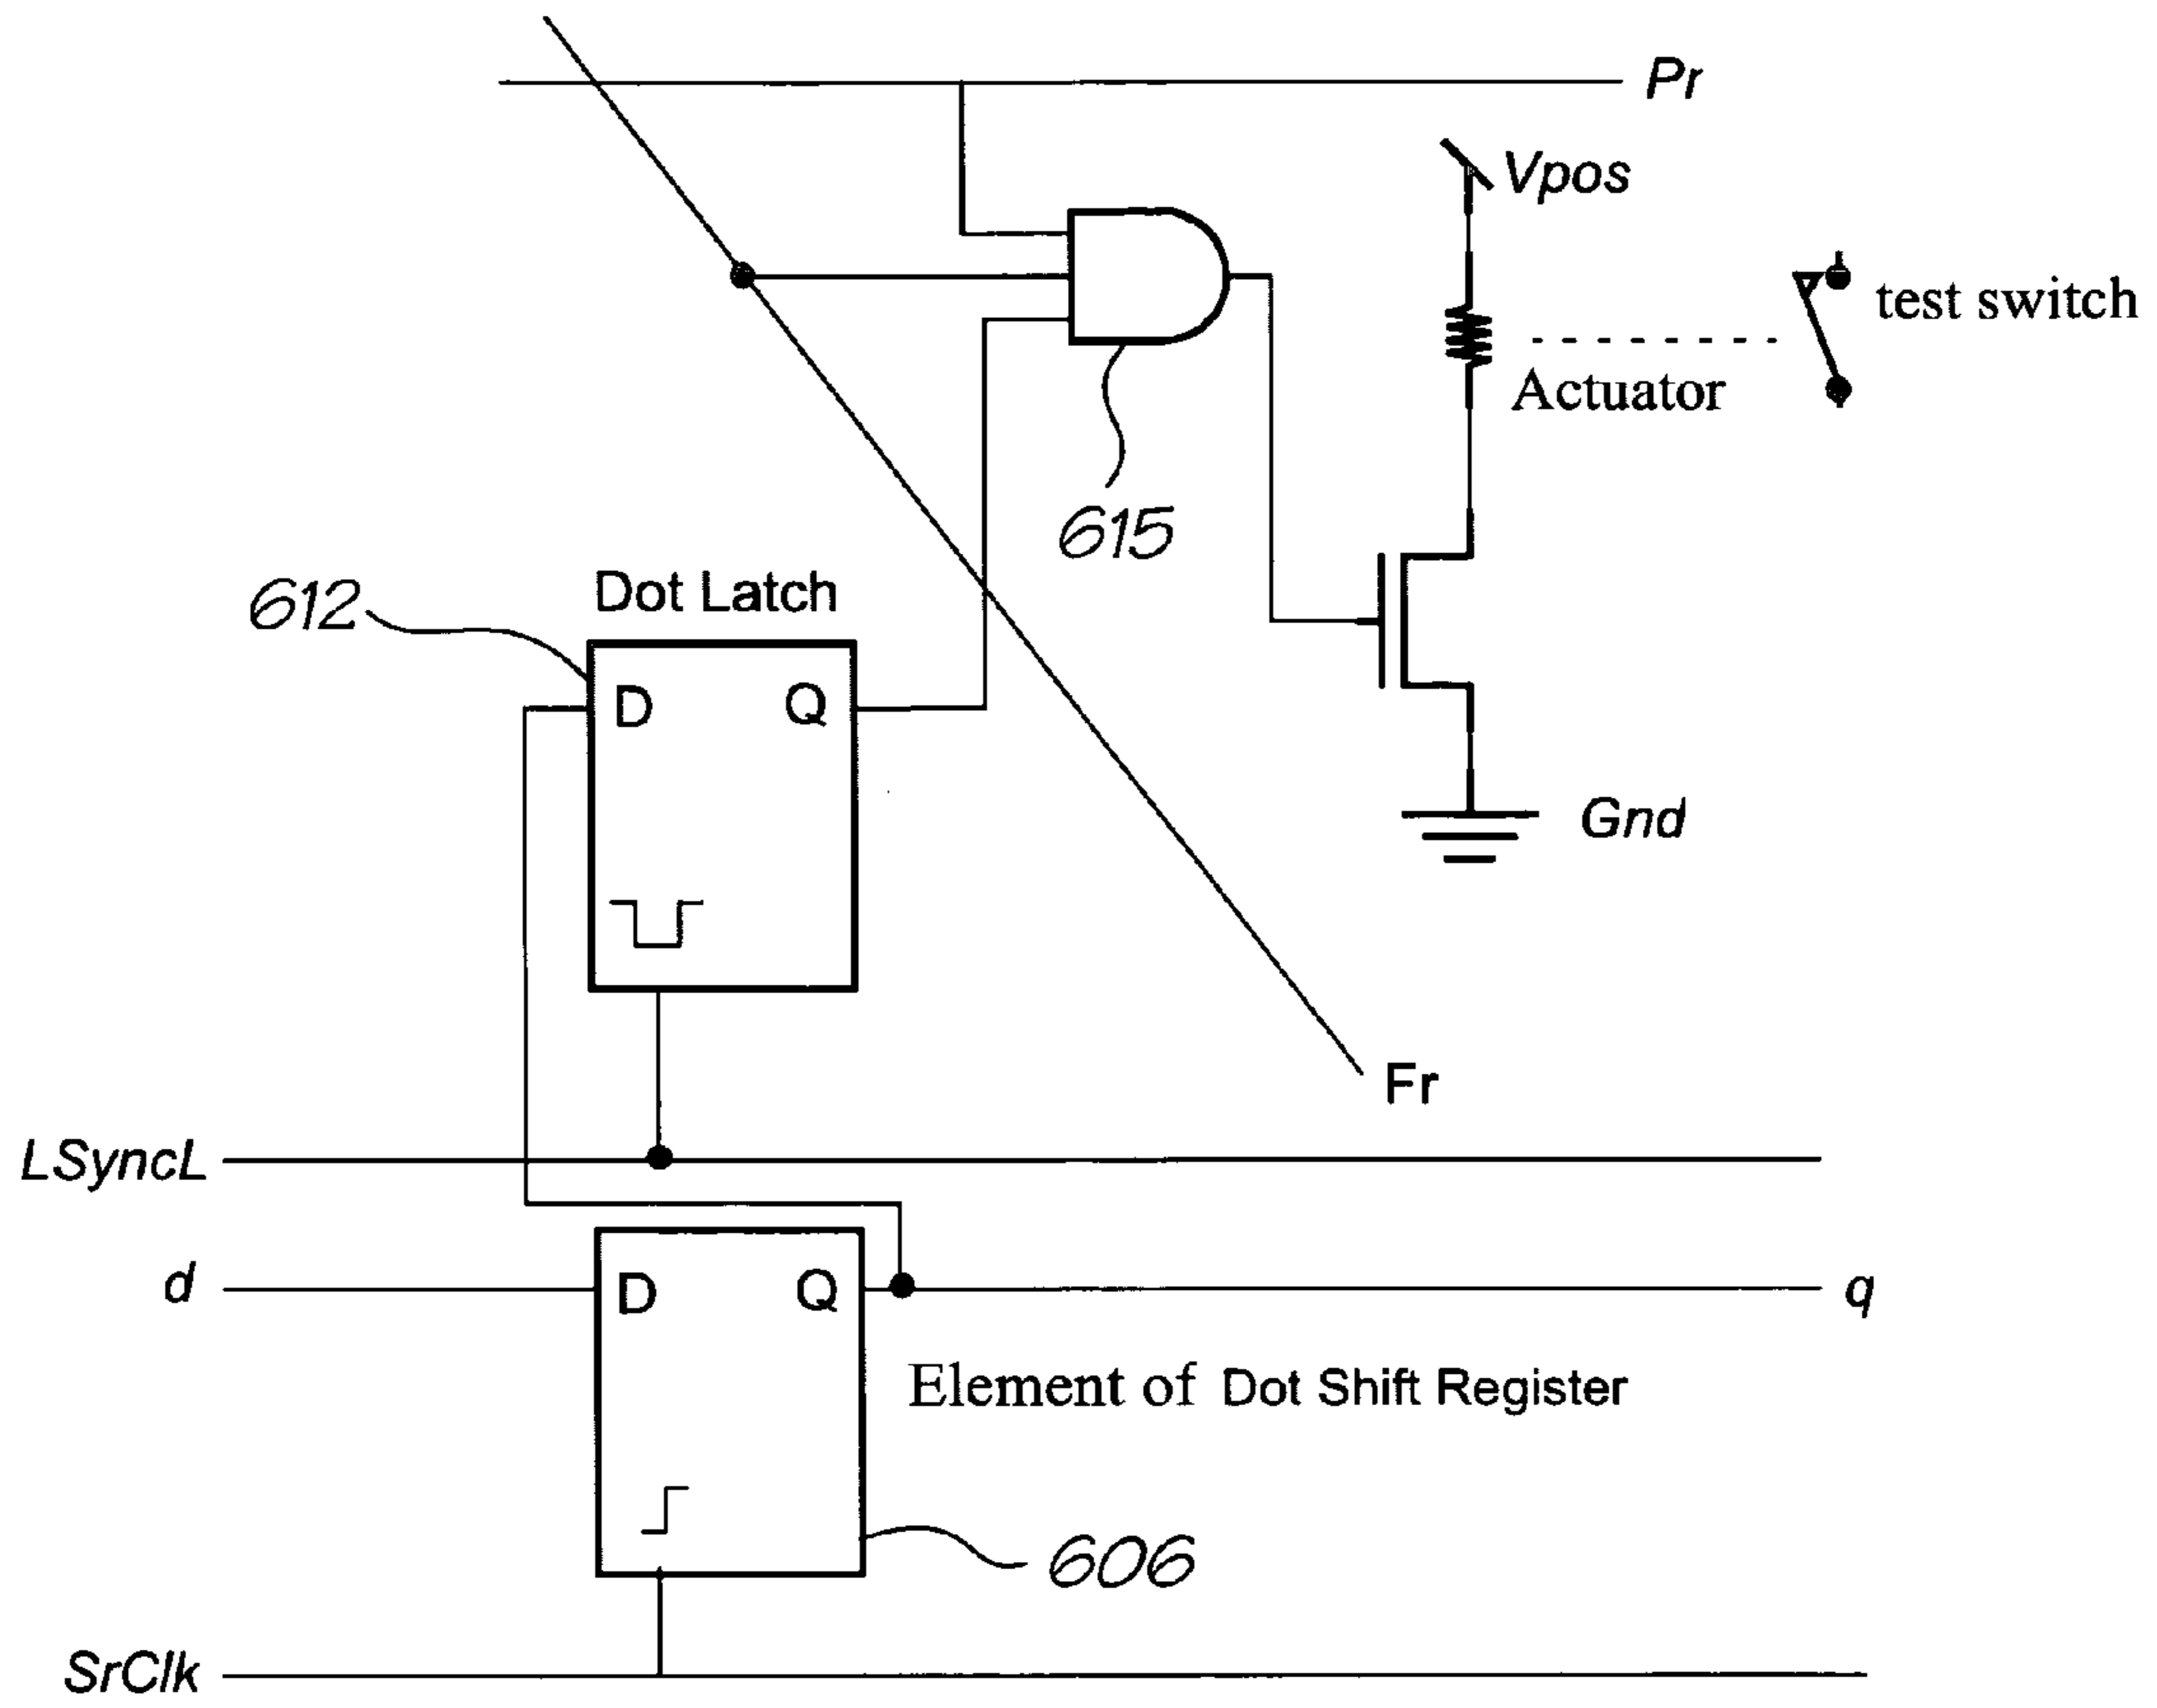 Pr
Vpos
test switch
Actuator
615
612
Dot Latch
D Q
Gnd
Fr
LSyncL
d
D Q
q
Element of Dot Shift Register
606
SrClk